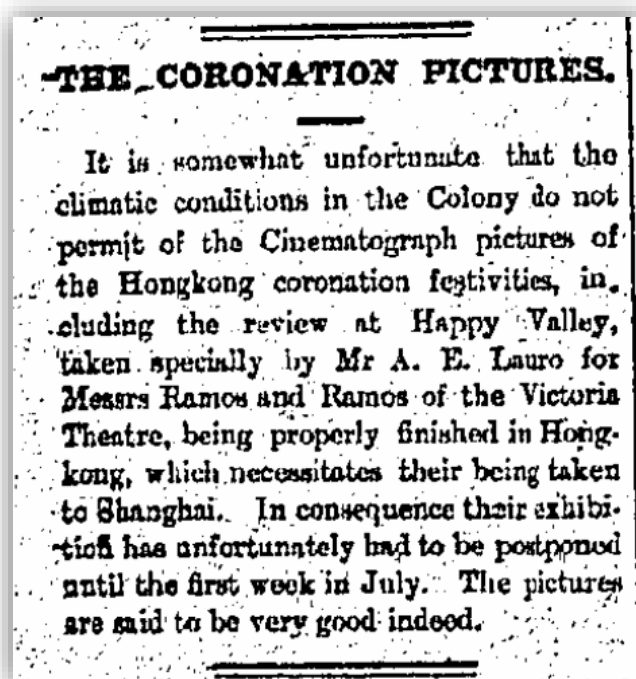 THE CORONATION PICTURES.
It is somewhat unfortunate that the
climatic conditions in the Colony do not
permit of the Cinematograph pictures of
the Hongkong coronation festivities, in-
cluding the review at Happy Valley,
taken specially by Mr A. E. Lauro for
Messrs Ramos and Ramos of the Victoria
Theatre, being properly finished in Hong-
kong, which necessitates their being taken
to Shanghai. In consequence their exhibi-
tion has unfortunately had to be postponed
until the first week in July. The pictures
are said to be very good indeed.